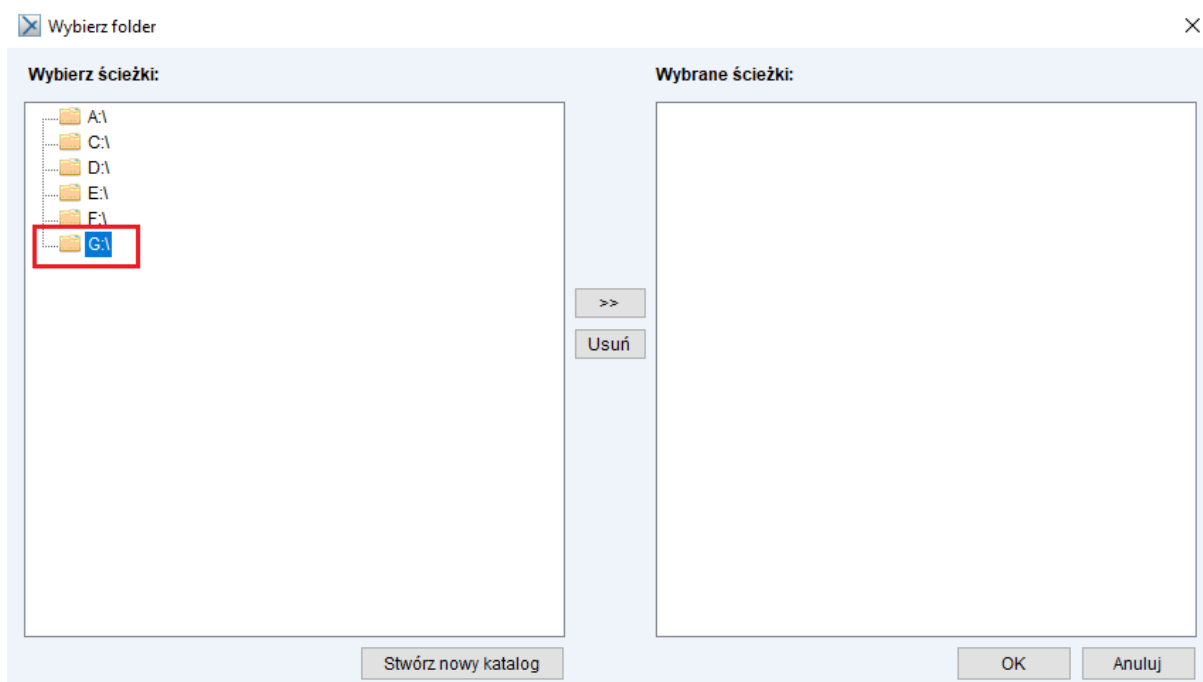 Wybierz folder
Wybierz ścieżki:
Wybrane ścieżki:
A:\
C:\
D:\
E:\
F:\
G:\
>>
Usuń
Stwórz nowy katalog
OK
Anuluj